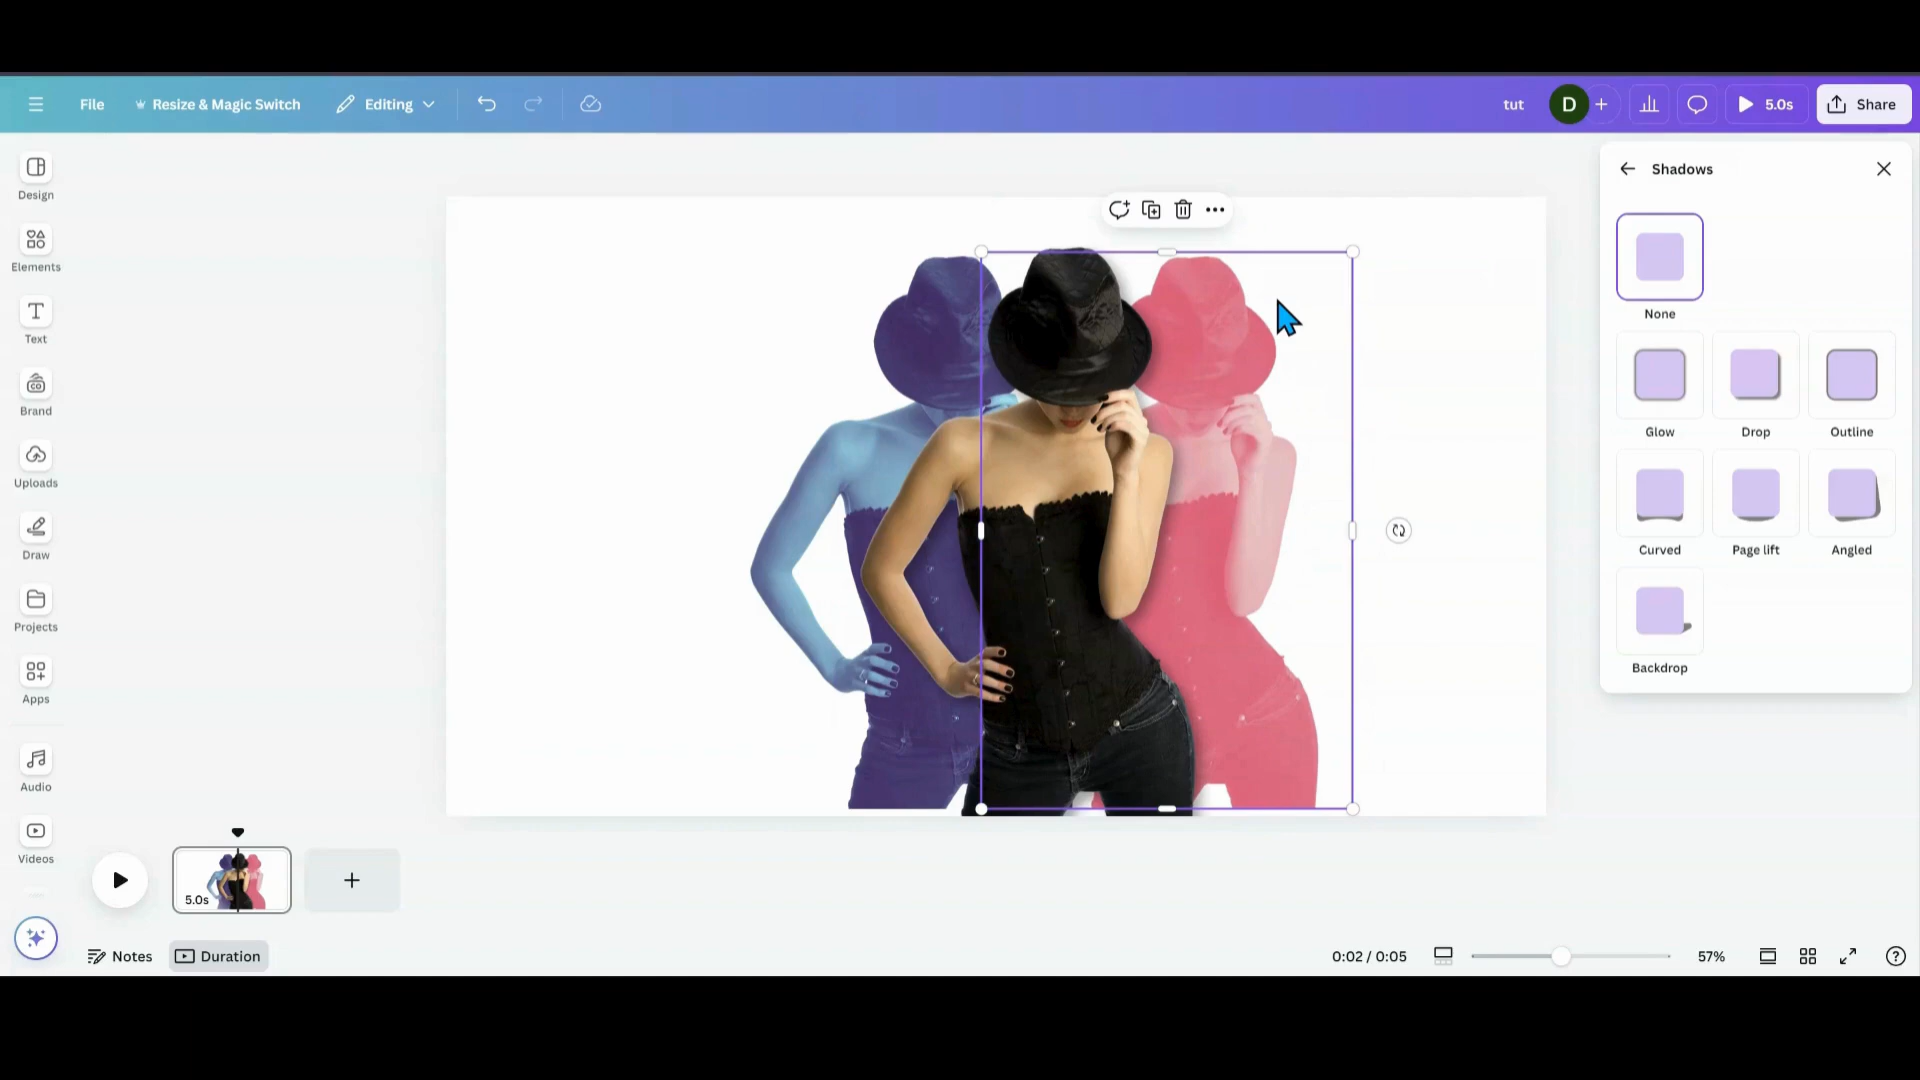 File
Resize & Magic Switch
Editing
tut
D
5.0s
Share
Design
Elements
Text
Brand
Uploads
Draw
Projects
Apps
Audio
Videos
Shadows
None
Glow
Drop
Outline
Curved
Page lift
Angled
Backdrop
5.0s
Notes
Duration
0:02 / 0:05
57%